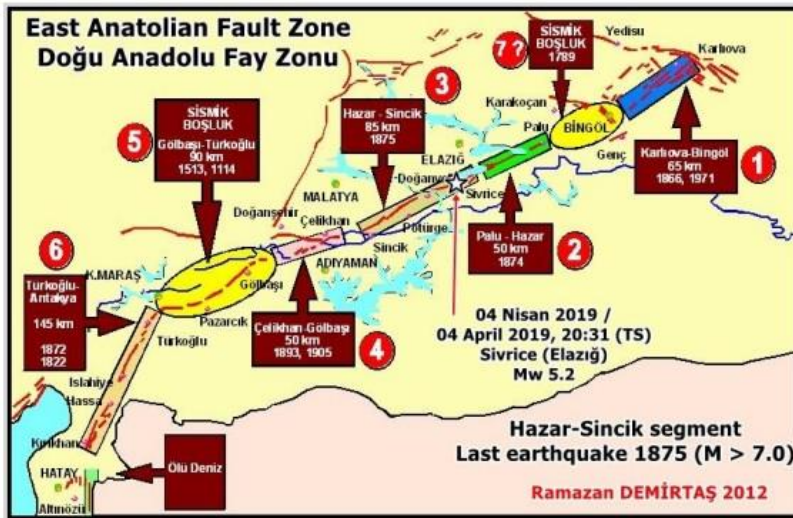 East Anatolian Fault Zone
Doğu Anadolu Fay Zonu
7 ?
SİSMİK
BOŞLUK
1789
Yedisu
Karlıova
3
5
SİSMİK
BOŞLUK
Gölbaşı-Türkoğlu
90 km
1513, 1114
Hazar - Sincik
85 km
1875
Karakoçan
Palu
BİNGÖL
Genç
ELAZIĞ
Karlıova-Bingöl
65 km
1866, 1971
1
Sivrice
MALATYA
Doğanşehir
Çelikhan
Pötürge
Sincik
Palu - Hazar
50 km
1874
2
6
Türkoğlu-
Antakya
145 km
1872
1822
K.MARAŞ
Gölbaşı
ADIYAMAN
Pazarcık
Türkoğlu
Çelikhan-Gölbaşı
50 km
1893, 1905
4
04 Nisan 2019 /
04 April 2019, 20:31 (TS)
Sivrice (Elazığ)
Mw 5.2
İslahiye
Hassa
Kırıkhan
HATAY
Altınözü
Ölü Deniz
Hazar-Sincik segment
Last earthquake 1875 (M > 7.0)
Ramazan DEMİRTAŞ 2012